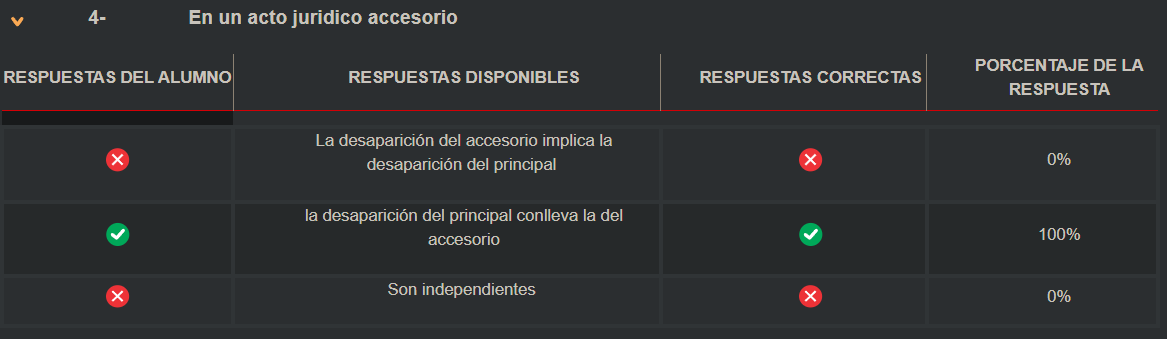 4- En un acto juridico accesorio
RESPUESTAS DEL ALUMNO RESPUESTAS DISPONIBLES RESPUESTAS CORRECTAS PORCENTAJE DE LA
RESPUESTA
La desaparición del accesorio implica la
desaparición del principal 0%
la desaparición del principal conlleva la del
accesorio 100%
Son independientes 0%